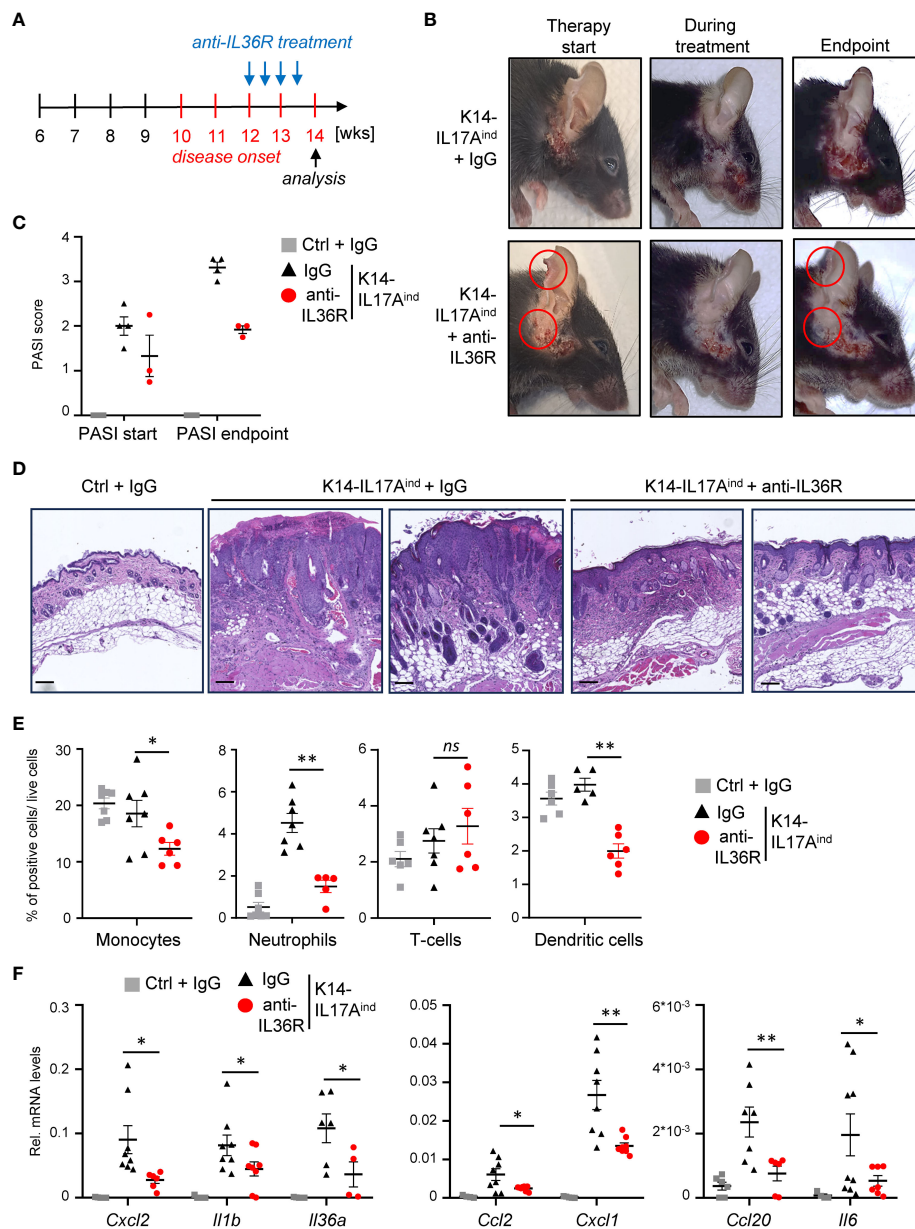 A
anti-IL36R treatment
6 7 8 9 10 11 12 13 14 [wks]
disease onset
analysis
B
Therapy start
During treatment
Endpoint
K14-
IL17Aind
+ IgG
K14-
IL17Aind
+ anti-
IL36R
C
PASI score
4
3
2
1
0
PASI start
PASI endpoint
Ctrl + IgG
IgG
anti-
IL36R
K14-
IL17Aind
D
Ctrl + IgG
K14-IL17Aind + IgG
K14-IL17Aind + anti-IL36R
E
% of positive cells/ live cells
30
20
10
0
*
Monocytes
8
6
4
2
0
**
Neutrophils
6
4
2
0
ns
T-cells
5
4
3
2
1
0
**
Dendritic cells
Ctrl + IgG
IgG
anti-
IL36R
K14-
IL17Aind
F
Ctrl + IgG
IgG
anti-
IL36R
K14-
IL17Aind
Rel. mRNA levels
0.3
0.2
0.1
0.0
*
*
*
Cxcl2 Il1b Il36a
0.05
0.04
0.03
0.02
0.01
0.00
*
**
Ccl2 Cxcl1
6*10-3
4*10-3
2*10-3
0
**
*
Ccl20 Il6